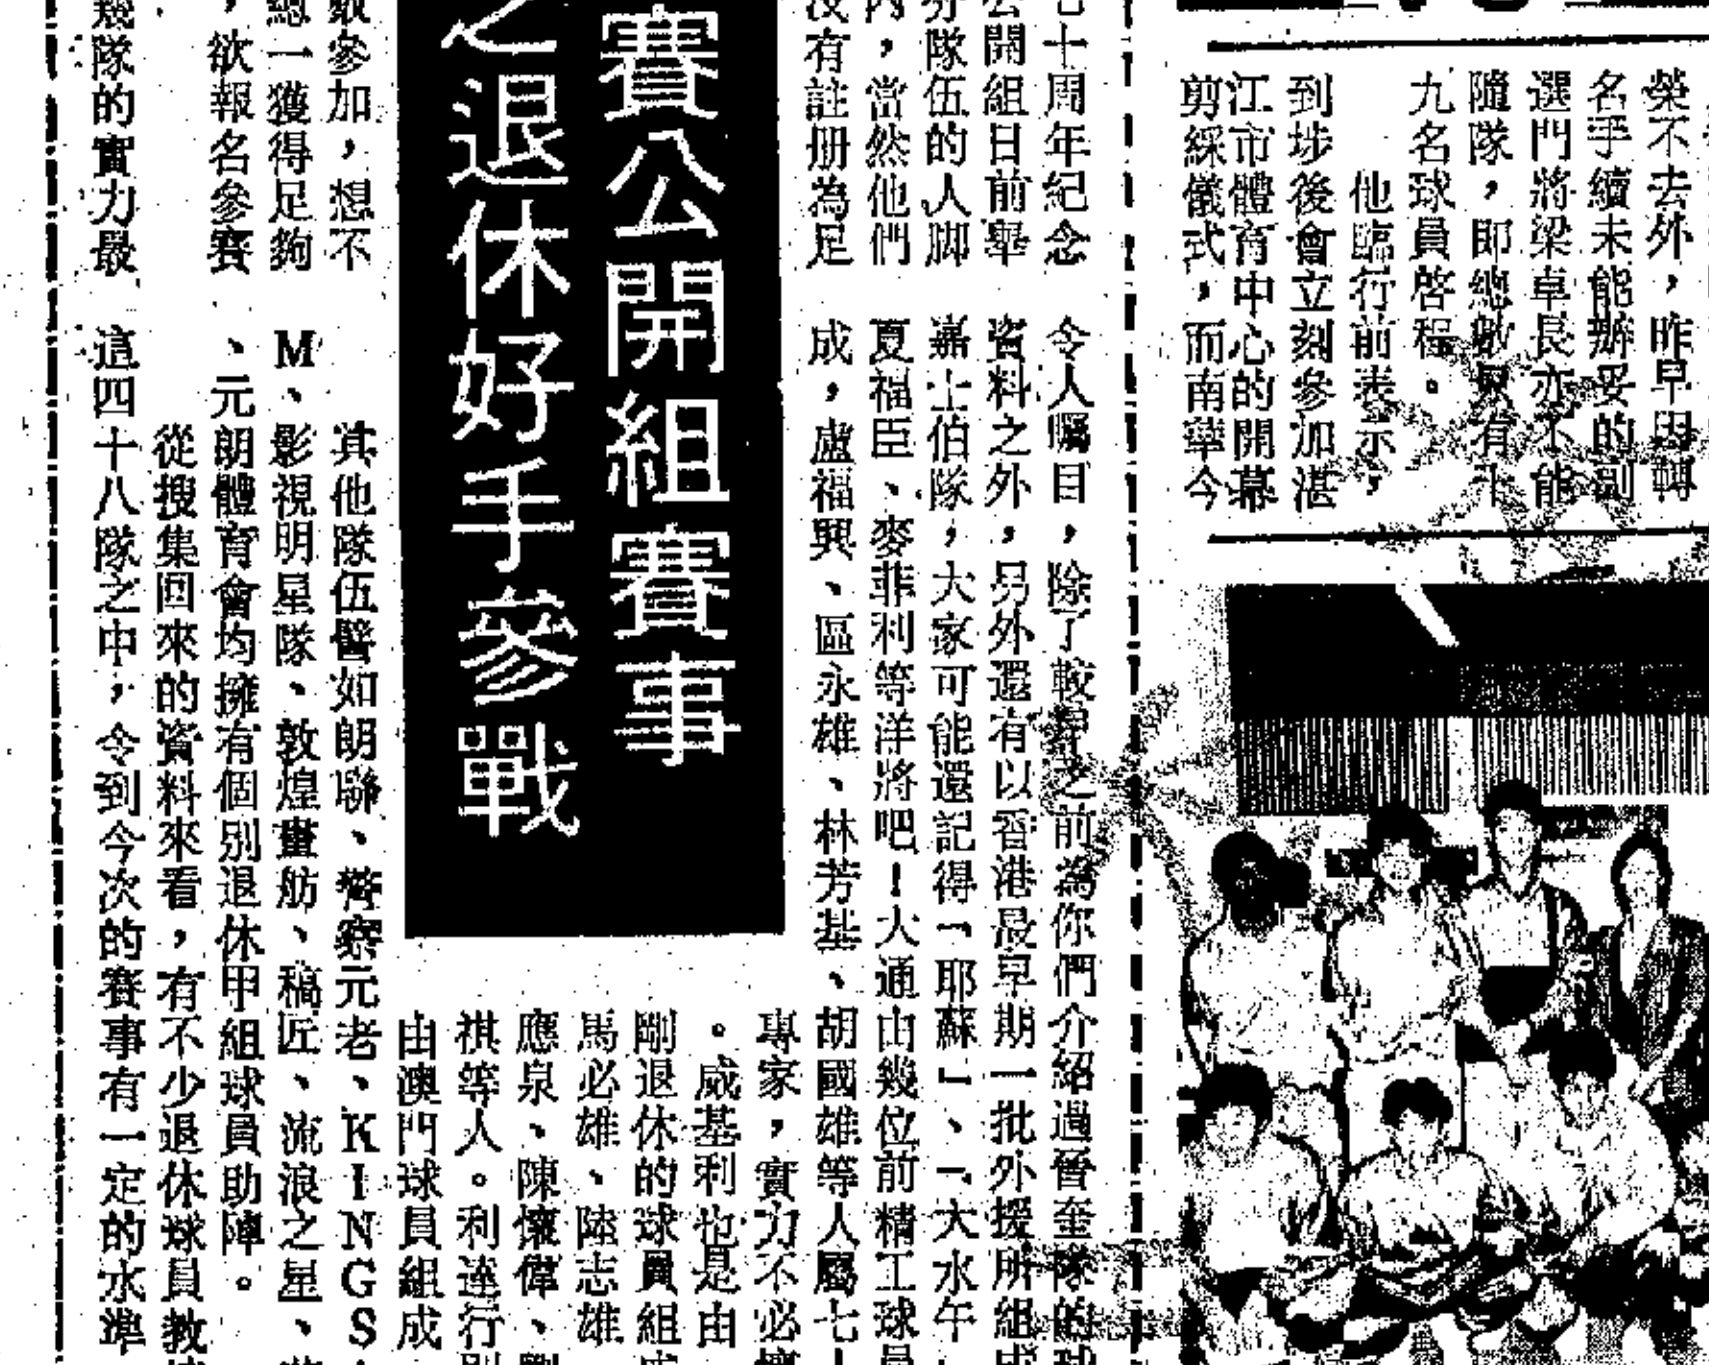 榮不去外，昨早因轉
名手續未能辦妥的副
選門將梁卓長亦不能
隨隊，即總數只有十
九名球員啓程。
他臨行前表示，
到埗後會立刻參加湛
江市體育中心的開幕
剪綵儀式，而南華今
賽公開組賽事
之退休好手參戰
七十周年紀念
公開組日前舉
隊伍的人脚
內，當然他們
沒有註册為足
令人囑目，除了較早之前為你們介紹過晉奎隊的球
資料之外，另外還有以香港最早期一批外援所組成
嘉士伯隊，大家可能還記得「耶蘇」、「大水午」
夏福臣、麥菲利等洋將吧！大通由幾位前精工球員
成，盧福興、區永雄、林芳基、胡國雄等人屬七
專家，實力不必
。威基利也是由
剛退休的球員組
馬必雄、陸志雄
應泉、陳懷偉、
祺等人。利達行
由澳門球員組成
數參加，想不
總一獲得足夠
，欲報名參賽
幾隊的實力最
其他隊伍譬如朗聯、警察元老、KINGS
M、影視明星隊、敦煌畫舫、稿匠、流浪之星、
、元朗體育會均擁有個別退休甲組球員助陣。
從搜集回來的資料來看，有不少退休球員教
這四十八隊之中，令到今次的賽事有一定的水準